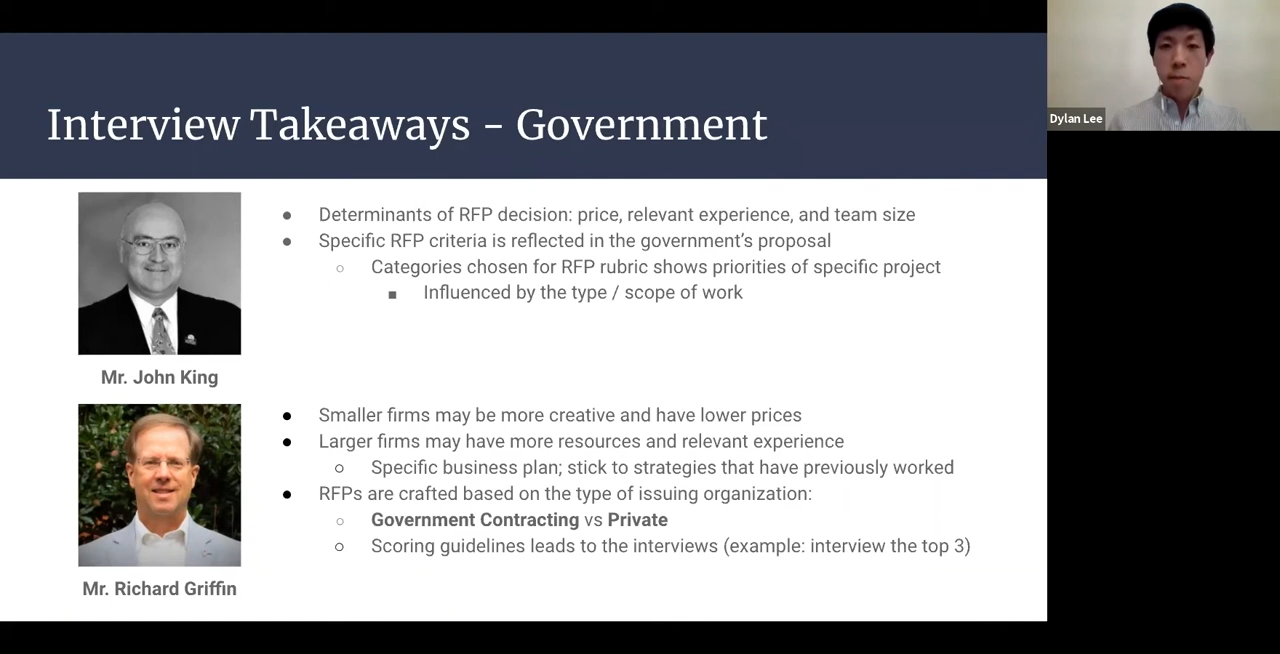 Interview Takeaways - Government
Dylan Lee
● Determinants of RFP decision: price, relevant experience, and team size
● Specific RFP criteria is reflected in the government’s proposal
○ Categories chosen for RFP rubric shows priorities of specific project
■ Influenced by the type / scope of work
Mr. John King
● Smaller firms may be more creative and have lower prices
● Larger firms may have more resources and relevant experience
○ Specific business plan; stick to strategies that have previously worked
● RFPs are crafted based on the type of issuing organization:
○ Government Contracting vs Private
○ Scoring guidelines leads to the interviews (example: interview the top 3)
Mr. Richard Griffin